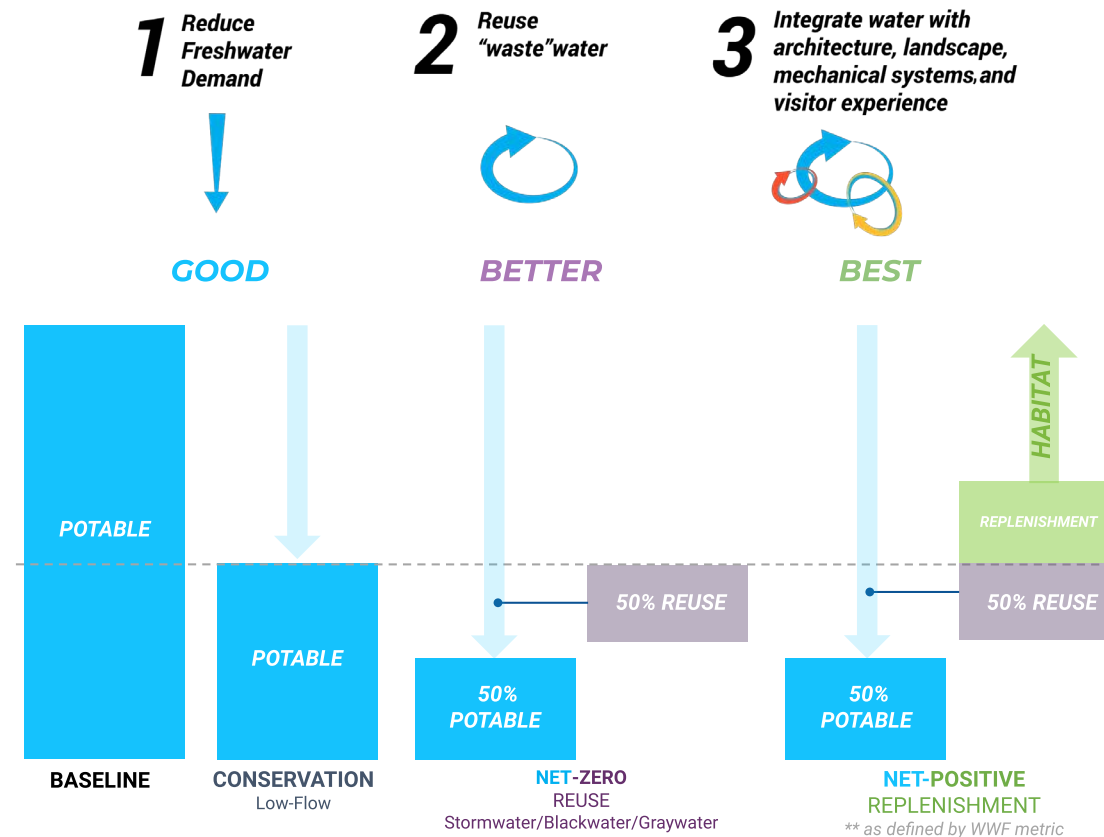 1 Reduce
Freshwater
Demand
2 Reuse
“waste”water
3 Integrate water with
architecture, landscape,
mechanical systems, and
visitor experience
GOOD
BETTER
BEST
POTABLE
POTABLE
50%
POTABLE
50% REUSE
50%
POTABLE
HABITAT
REPLENISHMENT
50% REUSE
BASELINE
CONSERVATION
Low-Flow
NET-ZERO
REUSE
Stormwater/Blackwater/Graywater
NET-POSITIVE
REPLENISHMENT
** as defined by WWF metric